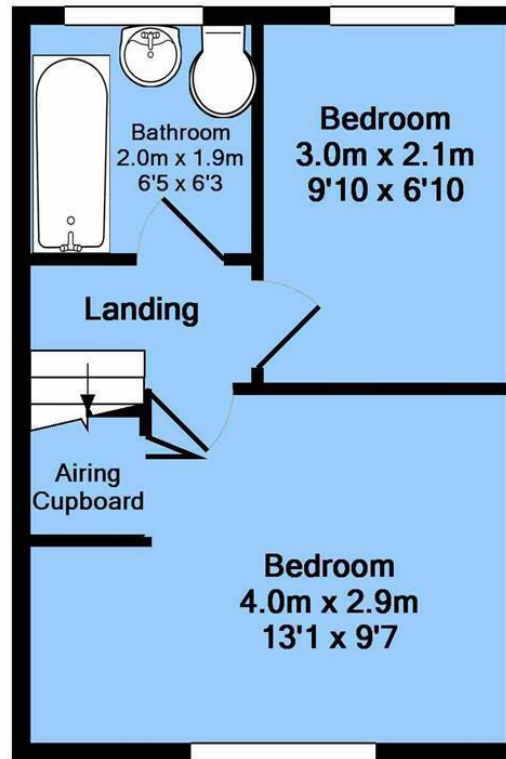 Bathroom
2.0m x 1.9m
6'5 x 6'3
Bedroom
3.0m x 2.1m
9'10 x 6'10
Landing
Airing
Cupboard
Bedroom
4.0m x 2.9m
13'1 x 9'7